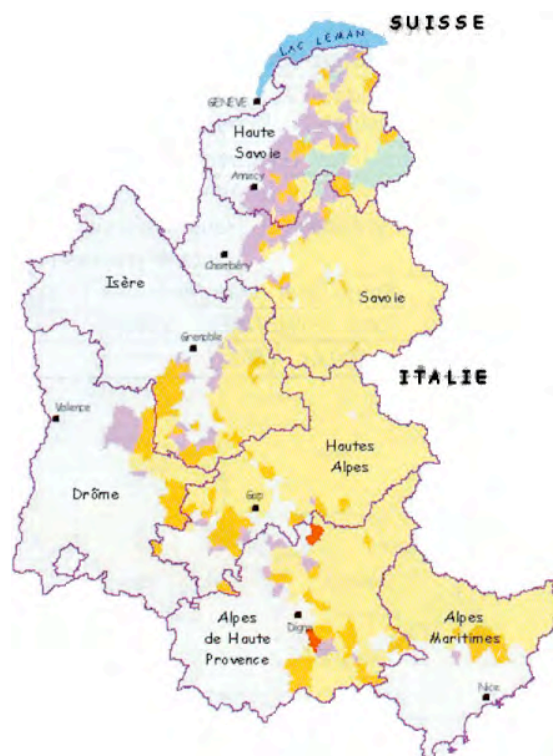 SUISSE
LAC LEMAN
GENEVE
Haute
Savoie
Annecy
Chambéry
Isère
Savoie
Grenoble
ITALIE
Valence
Hautes
Alpes
Drôme
Gap
Alpes
de Haute
Provence
Digne
Alpes
Maritimes
Nice